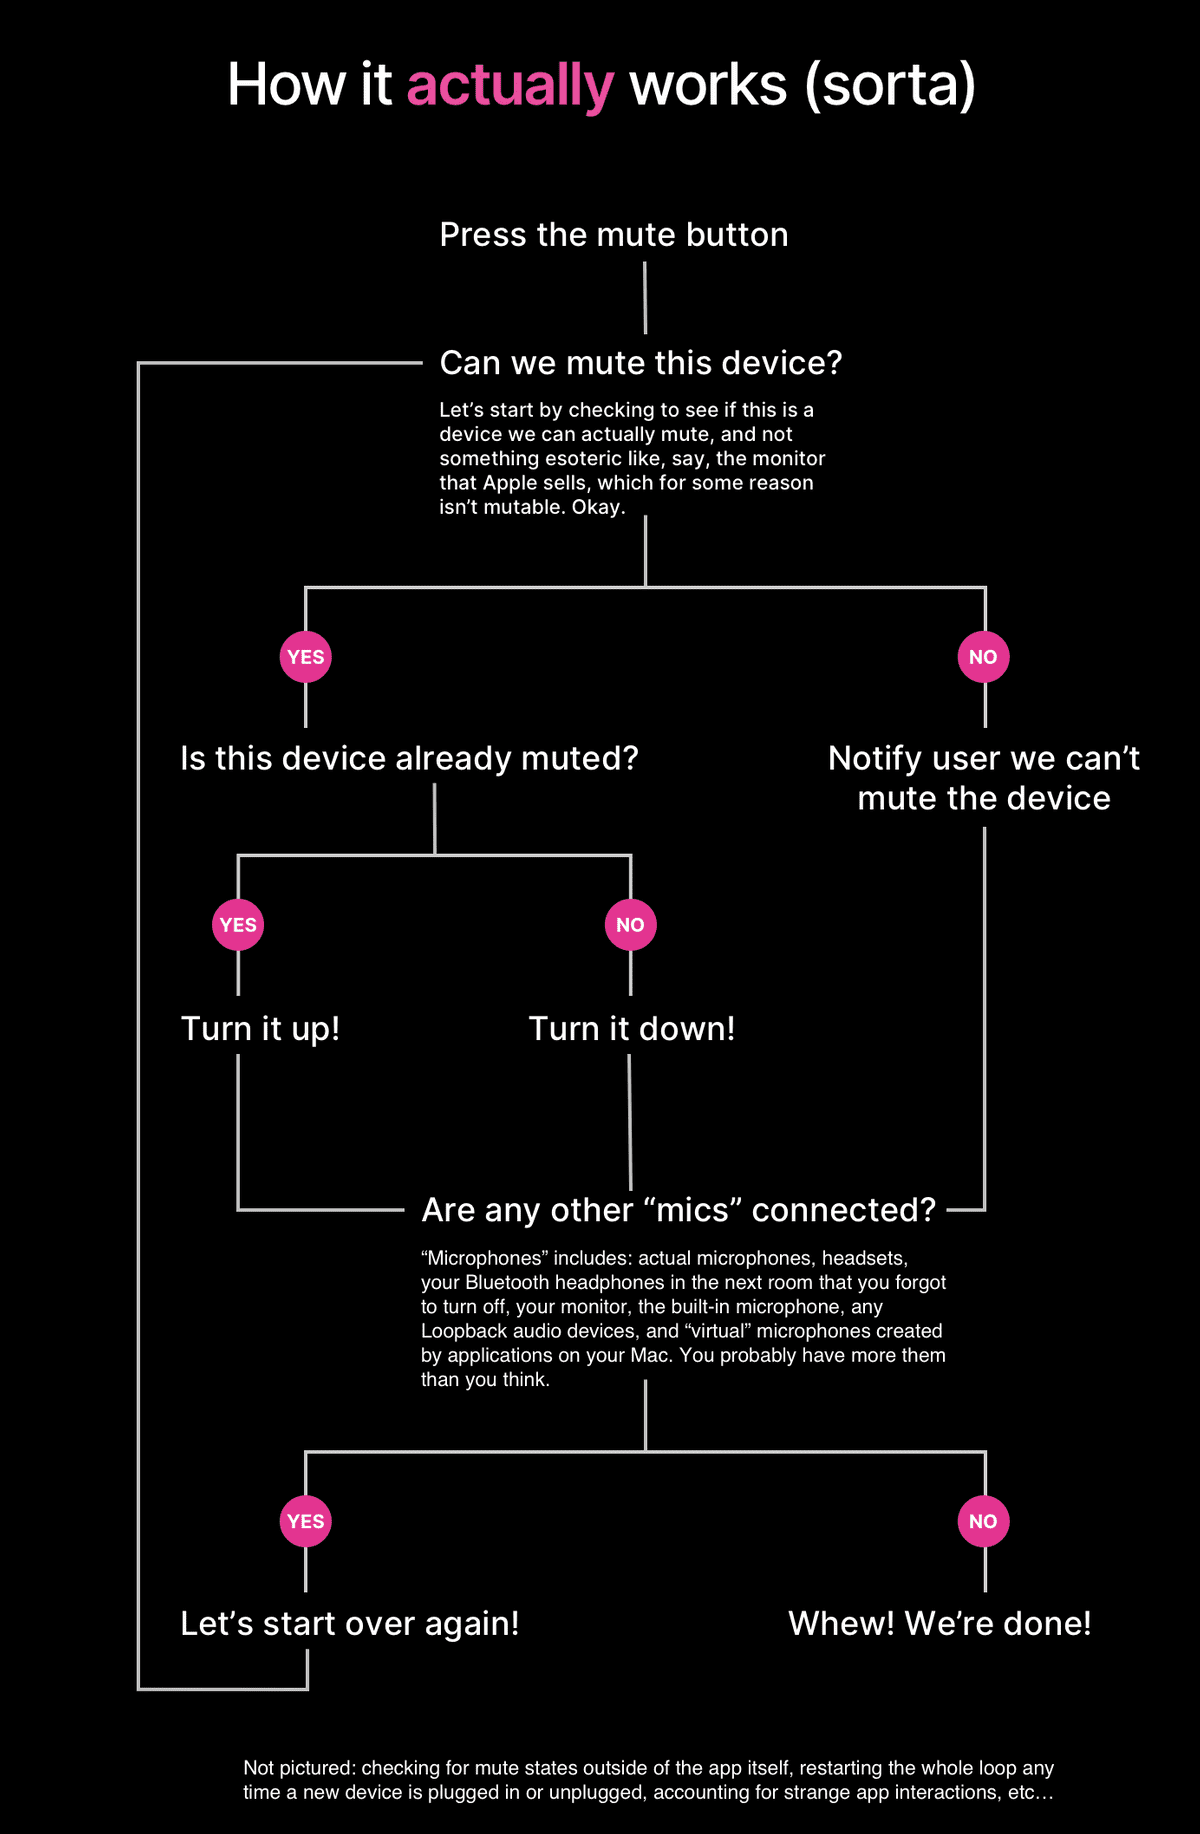 How it actually works (sorta)
Press the mute button
Can we mute this device?
Let’s start by checking to see if this is a
device we can actually mute, and not
something esoteric like, say, the monitor
that Apple sells, which for some reason
isn’t mutable. Okay.
YES
NO
Is this device already muted?
Notify user we can’t
mute the device
YES
NO
Turn it up!
Turn it down!
Are any other “mics” connected?
“Microphones” includes: actual microphones, headsets,
your Bluetooth headphones in the next room that you forgot
to turn off, your monitor, the built-in microphone, any
Loopback audio devices, and “virtual” microphones created
by applications on your Mac. You probably have more them
than you think.
YES
NO
Let’s start over again!
Whew! We’re done!
Not pictured: checking for mute states outside of the app itself, restarting the whole loop any
time a new device is plugged in or unplugged, accounting for strange app interactions, etc…